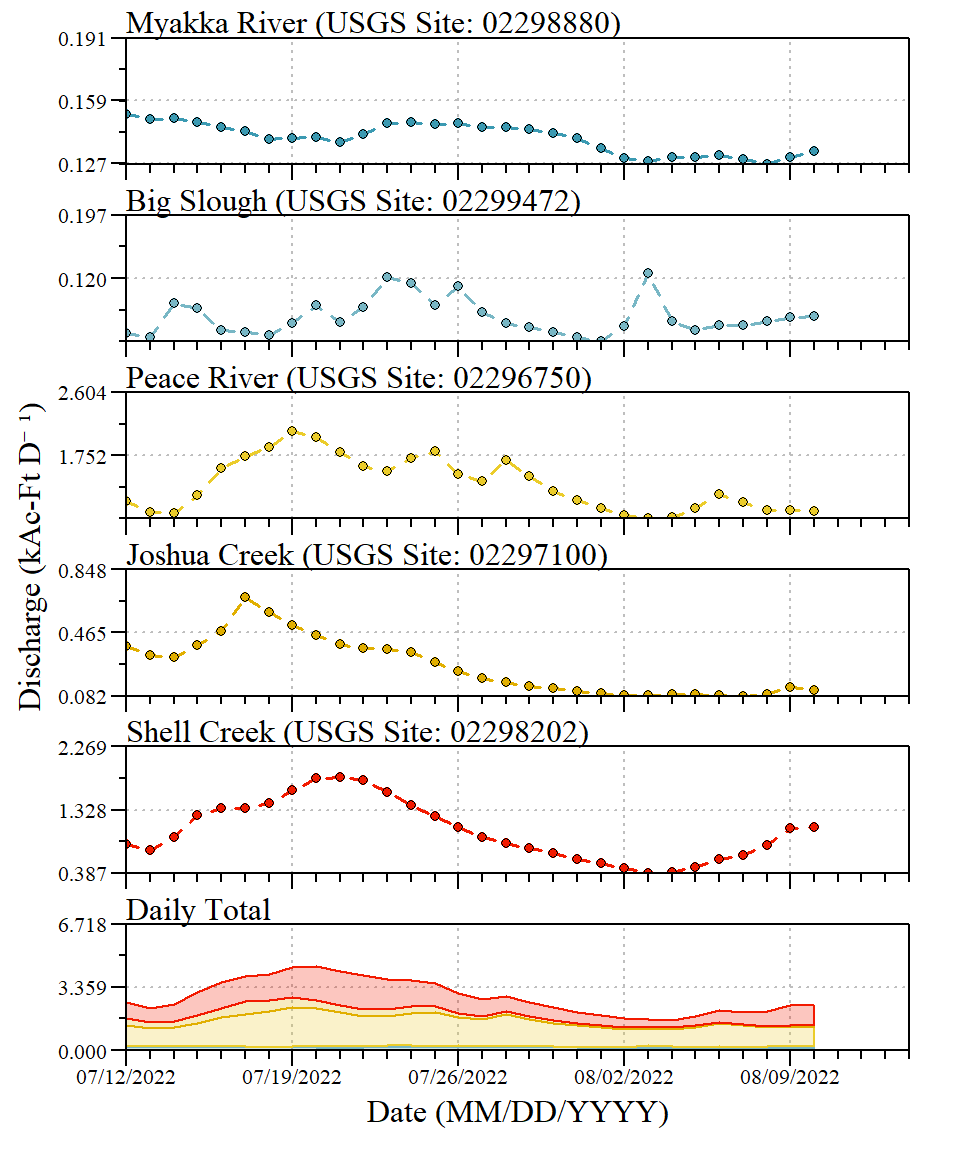 Myakka River (USGS Site: 02298880)
0.191
0.159
0.127
Big Slough (USGS Site: 02299472)
0.197
0.120
Peace River (USGS Site: 02296750)
2.604
1.752
Joshua Creek (USGS Site: 02297100)
0.848
0.465
0.082
Shell Creek (USGS Site: 02298202)
2.269
1.328
0.387
Daily Total
6.718
3.359
0.000
Discharge (kAc-Ft D⁻¹)
07/12/2022 07/19/2022 07/26/2022 08/02/2022 08/09/2022
Date (MM/DD/YYYY)